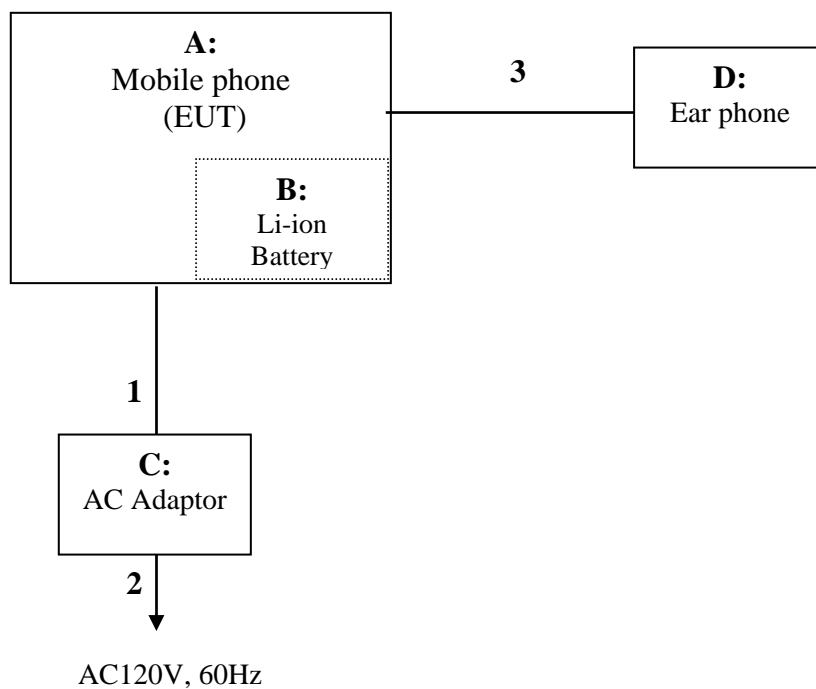 A:
Mobile phone
(EUT)
3
D:
Ear phone
B:
Li-ion
Battery
1
C:
AC Adaptor
2
AC120V, 60Hz